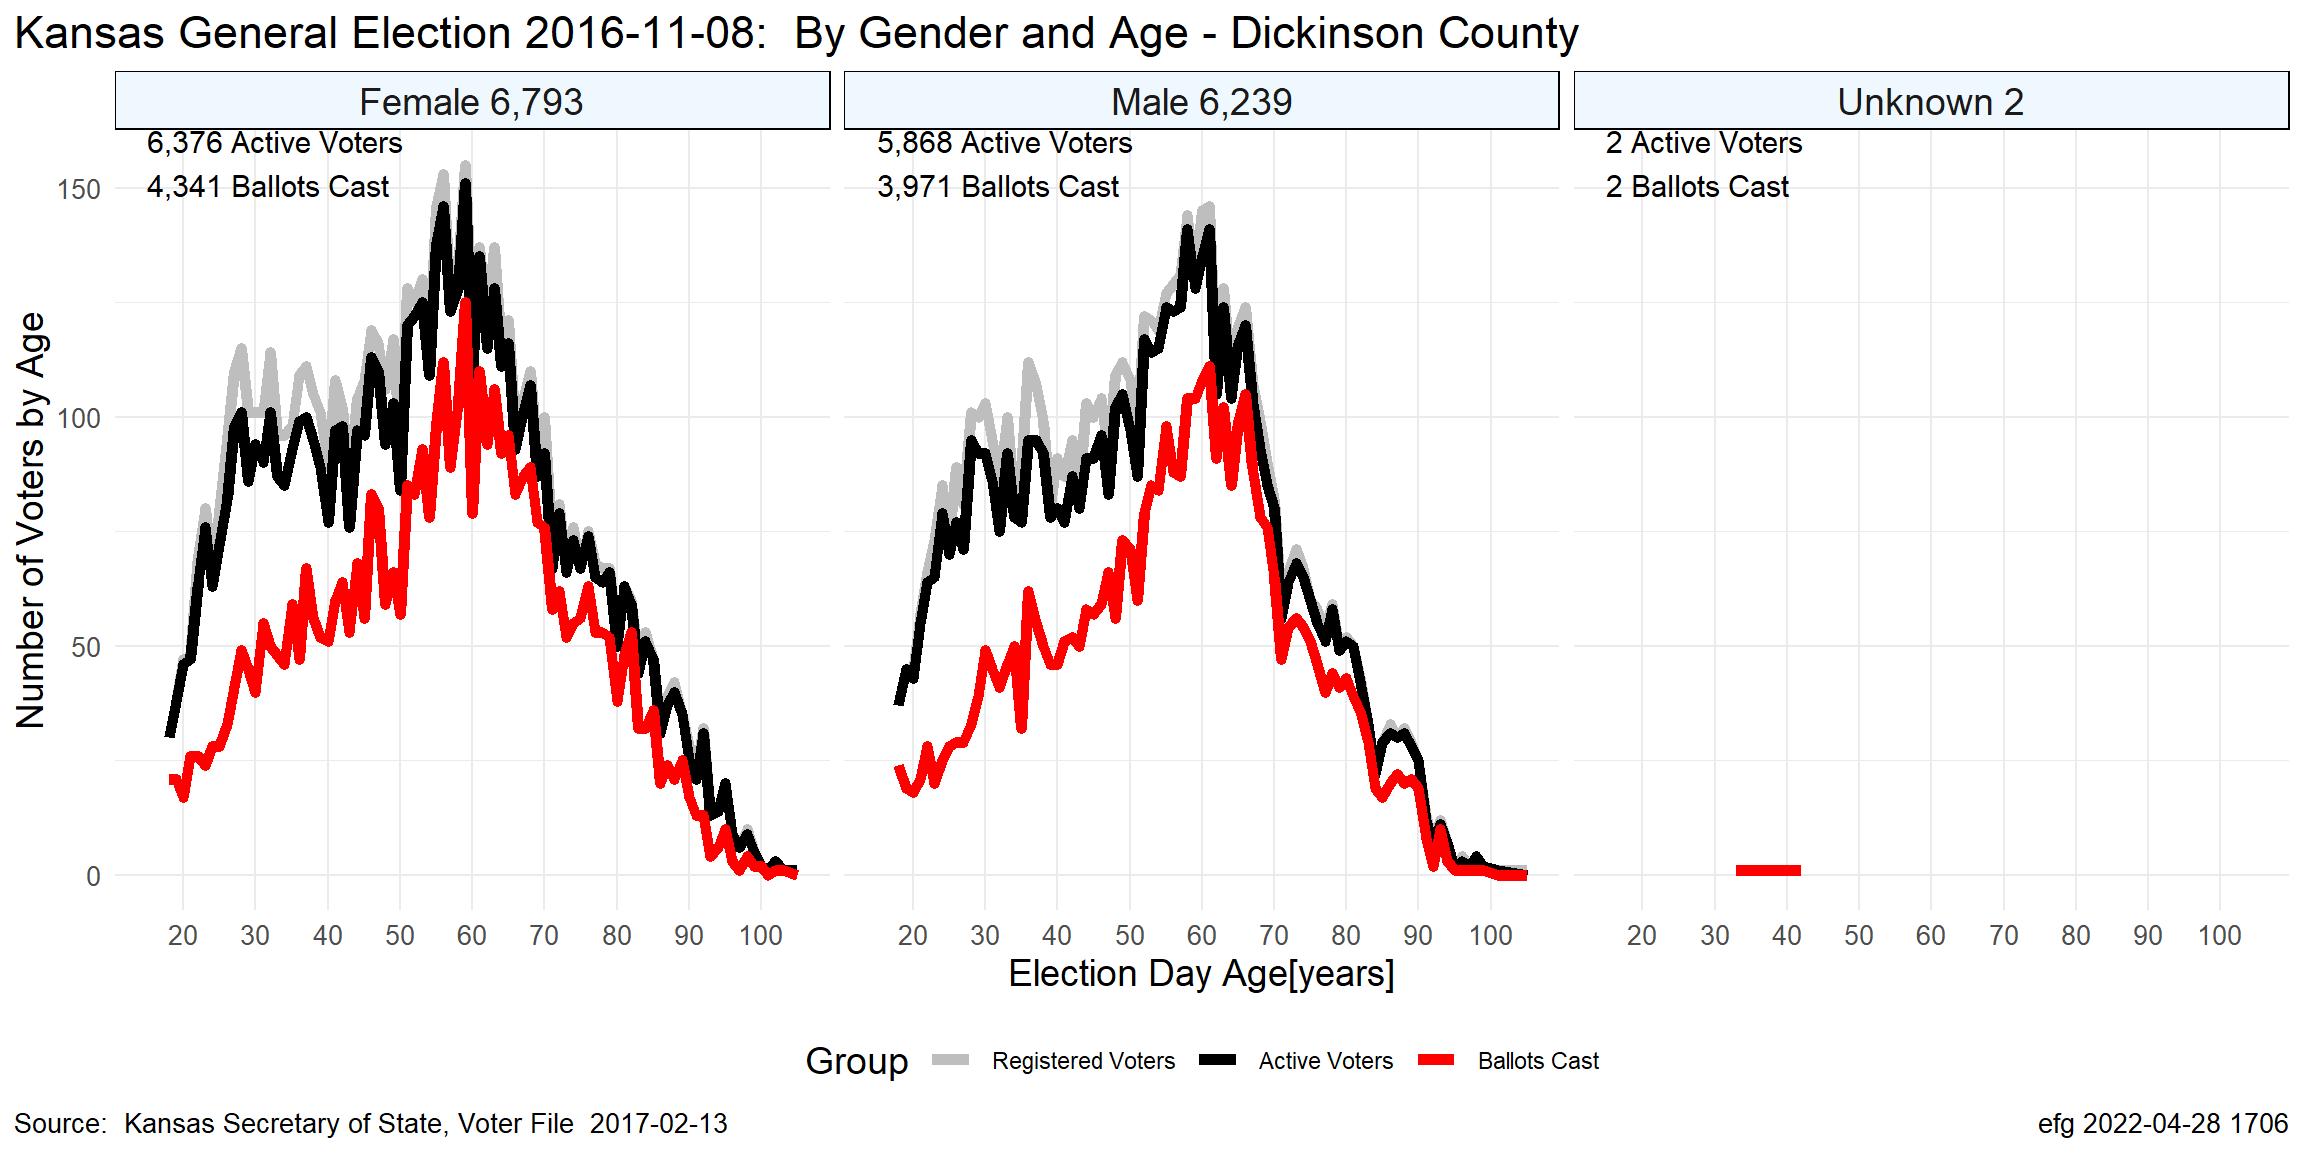 Kansas General Election 2016-11-08:  By Gender and Age - Dickinson County
Female 6,793
Male 6,239
Unknown 2
6,376 Active Voters
4,341 Ballots Cast
5,868 Active Voters
3,971 Ballots Cast
2 Active Voters
2 Ballots Cast
Number of Voters by Age
150
100
50
0
20 30 40 50 60 70 80 90 100
20 30 40 50 60 70 80 90 100
20 30 40 50 60 70 80 90 100
Election Day Age[years]
Group Registered Voters Active Voters Ballots Cast
Source:  Kansas Secretary of State, Voter File  2017-02-13
efg 2022-04-28 1706